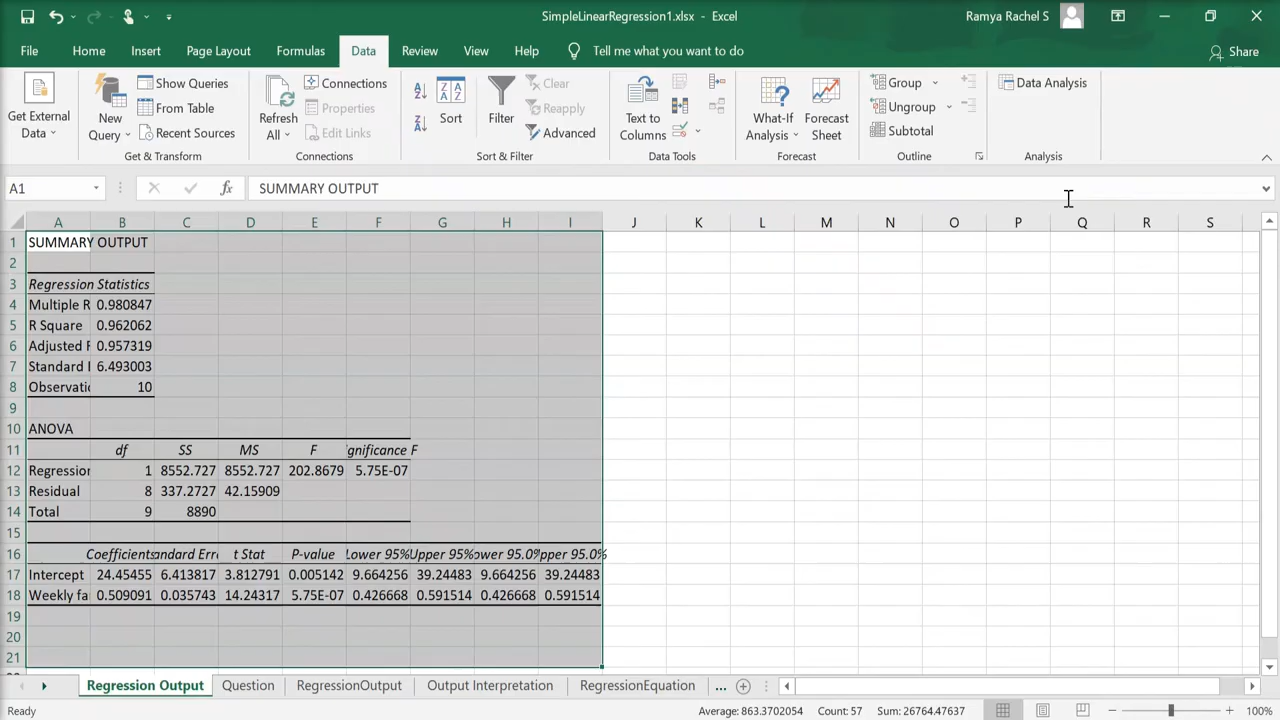 SimpleLinearRegression1.xlsx - Excel
Ramya Rachel S
File Home Insert Page Layout Formulas Data Review View Help Tell me what you want to do Share
Get External Data
New Query
Show Queries
From Table
Recent Sources
Get & Transform
Refresh All
Connections
Properties
Edit Links
Connections
Sort
Filter
Clear
Reapply
Advanced
Sort & Filter
Text to Columns
Data Tools
What-If Analysis
Forecast Sheet
Forecast
Group
Ungroup
Subtotal
Outline
Data Analysis
Analysis
A1 fx SUMMARY OUTPUT
A B C D E F G H I J K L M N O P Q R S
1 SUMMARY OUTPUT
2
3 Regression Statistics
4 Multiple R 0.980847
5 R Square 0.962062
6 Adjusted F 0.957319
7 Standard I 6.493003
8 Observatio 10
9
10 ANOVA
11 df SS MS F gnificance F
12 Regression 1 8552.727 8552.727 202.8679 5.75E-07
13 Residual 8 337.2727 42.15909
14 Total 9 8890
15
16 Coefficients andard Erro t Stat P-value Lower 95% Upper 95% ower 95.0% pper 95.0%
17 Intercept 24.45455 6.413817 3.812791 0.005142 9.664256 39.24483 9.664256 39.24483
18 Weekly fa 0.509091 0.035743 14.24317 5.75E-07 0.426668 0.591514 0.426668 0.591514
19
20
21
Regression Output Question RegressionOutput Output Interpretation RegressionEquation ...
Ready Average: 863.3702054 Count: 57 Sum: 26764.47637 100%